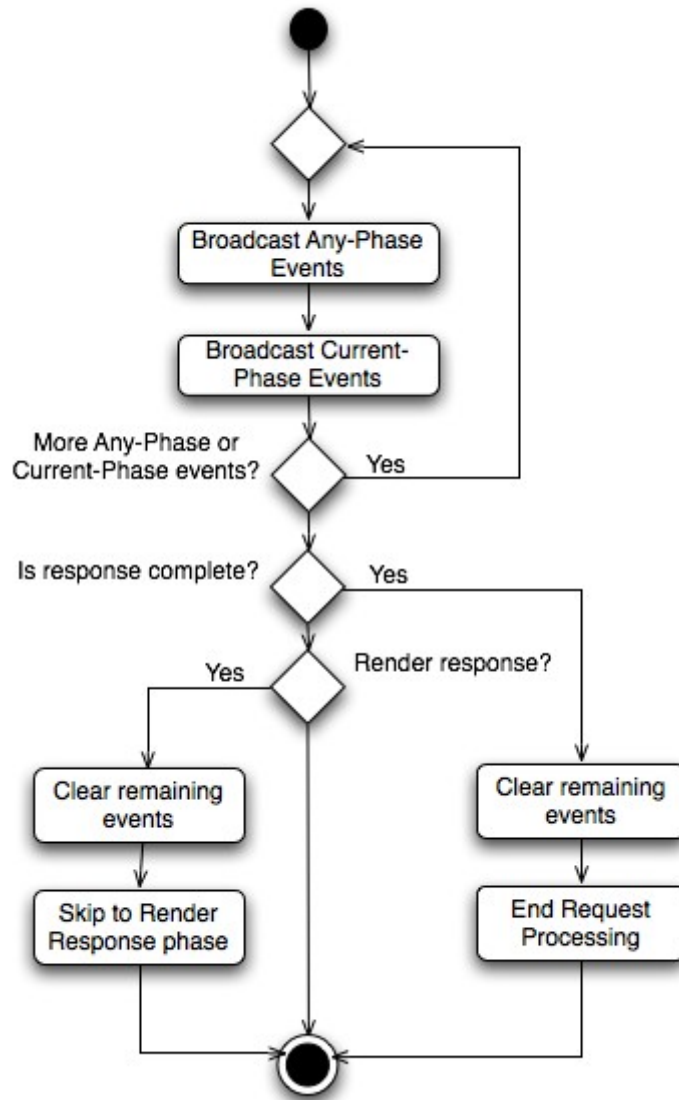 Broadcast Any-Phase
Events
Broadcast Current-
Phase Events
More Any-Phase or
Current-Phase events?
Yes
Is response complete?
Yes
Render response?
Yes
Clear remaining
events
Skip to Render
Response phase
Clear remaining
events
End Request
Processing